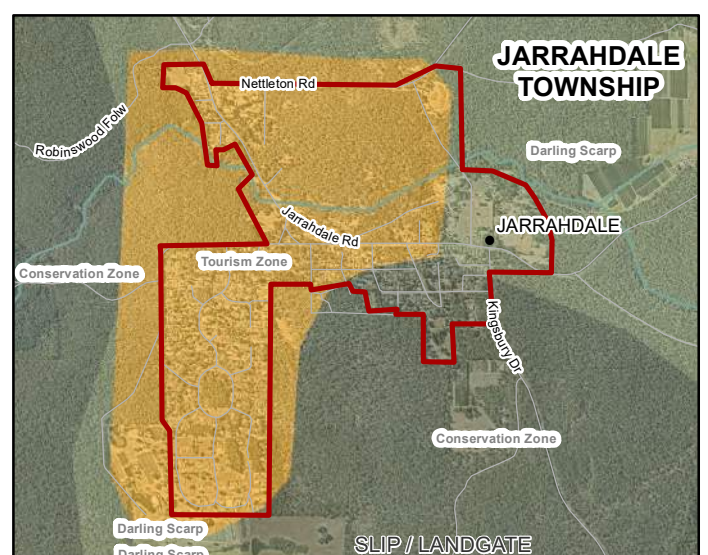 JARRAHDALE
TOWNSHIP
Nettleton Rd
Robinswood Folw
Darling Scarp
Jarrahdale Rd
JARRAHDALE
Tourism Zone
Conservation Zone
Kingsbury Dr
Conservation Zone
Darling Scarp
SLIP / LANDGATE
Darling Scarp